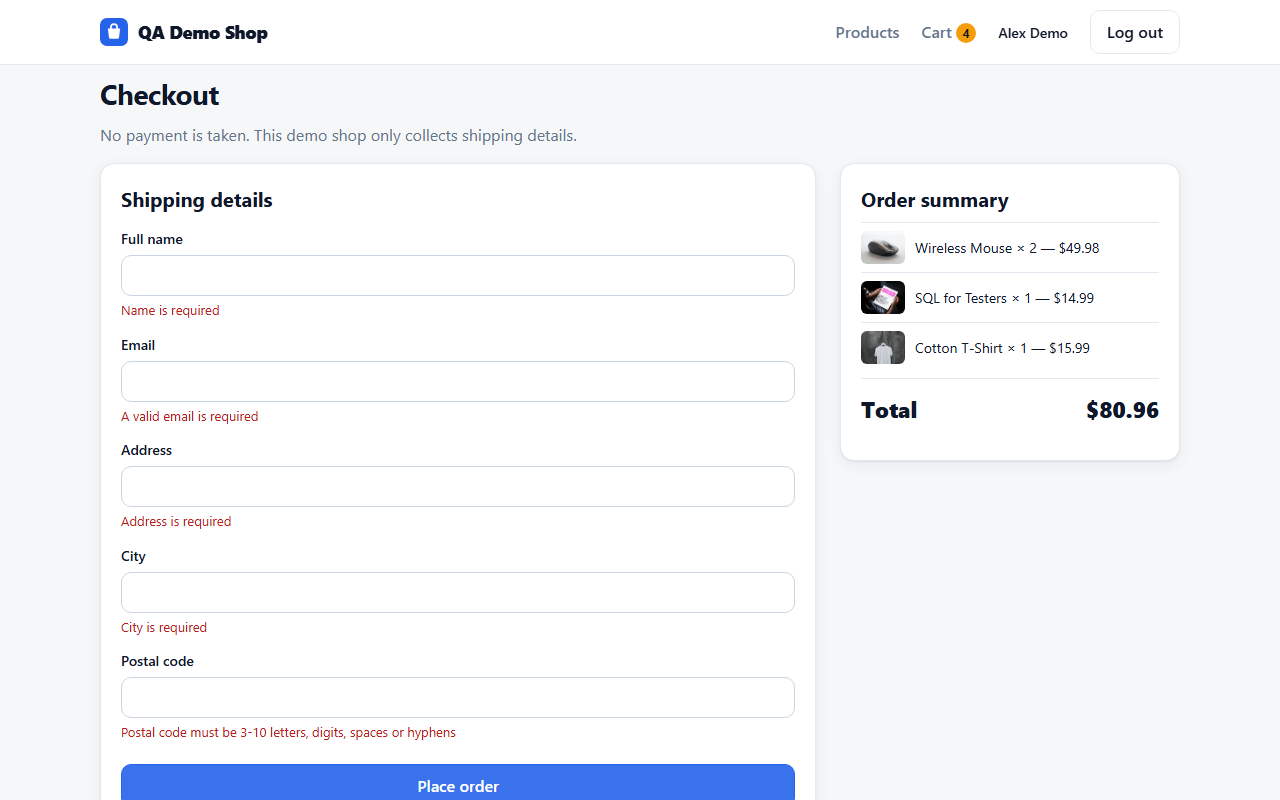 QA Demo Shop
Products
Cart 4
Alex Demo
Log out
Checkout
No payment is taken. This demo shop only collects shipping details.
Shipping details
Full name
Name is required
Email
A valid email is required
Address
Address is required
City
City is required
Postal code
Postal code must be 3-10 letters, digits, spaces or hyphens
Place order
Order summary
Wireless Mouse × 2 — $49.98
SQL for Testers × 1 — $14.99
Cotton T-Shirt × 1 — $15.99
Total $80.96